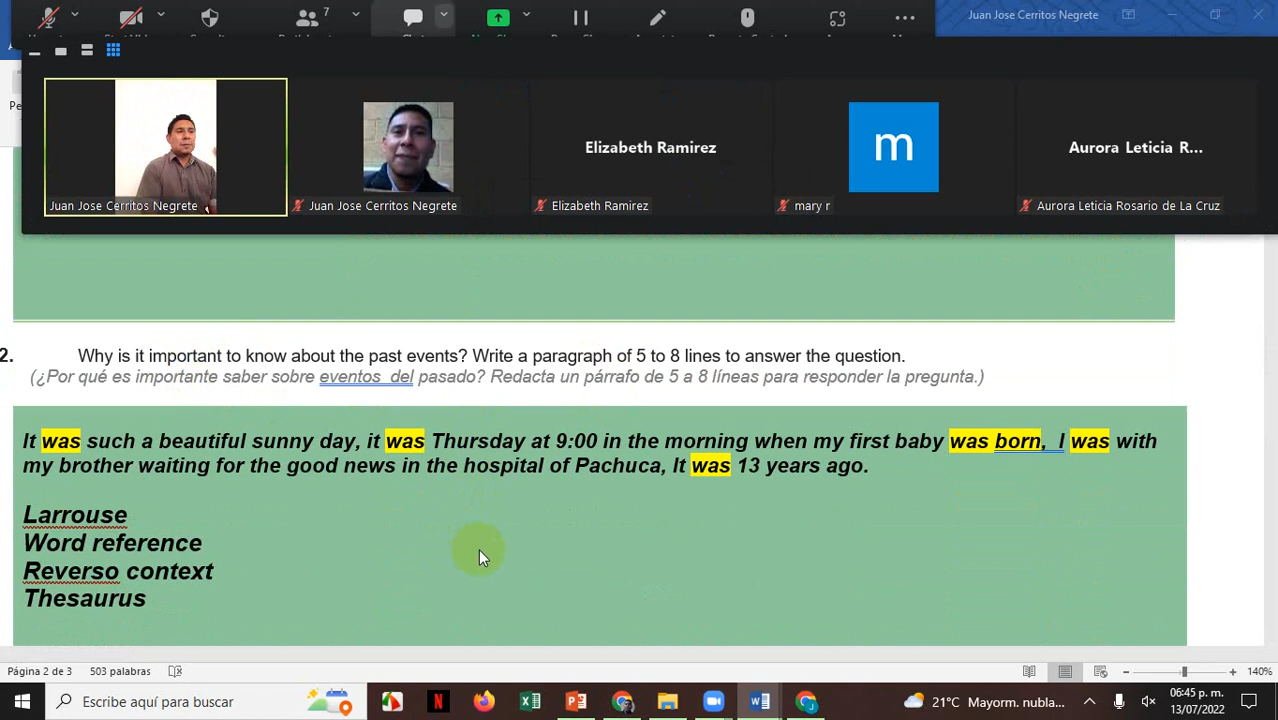 7
Juan Jose Cerritos Negrete
m
Elizabeth Ramirez
Aurora Leticia R...
Juan Jose Cerritos Negrete
Juan Jose Cerritos Negrete
Elizabeth Ramirez
mary r
Aurora Leticia Rosario de La Cruz
2. Why is it important to know about the past events? Write a paragraph of 5 to 8 lines to answer the question.
(¿Por qué es importante saber sobre eventos del pasado? Redacta un párrafo de 5 a 8 líneas para responder la pregunta.)
It was such a beautiful sunny day, it was Thursday at 9:00 in the morning when my first baby was born, I was with
my brother waiting for the good news in the hospital of Pachuca, It was 13 years ago.
Larrouse
Word reference
Reverso context
Thesaurus
Página 2 de 3 503 palabras 140%
Escribe aquí para buscar
21°C Mayorm. nubla...
06:45 p. m.
13/07/2022